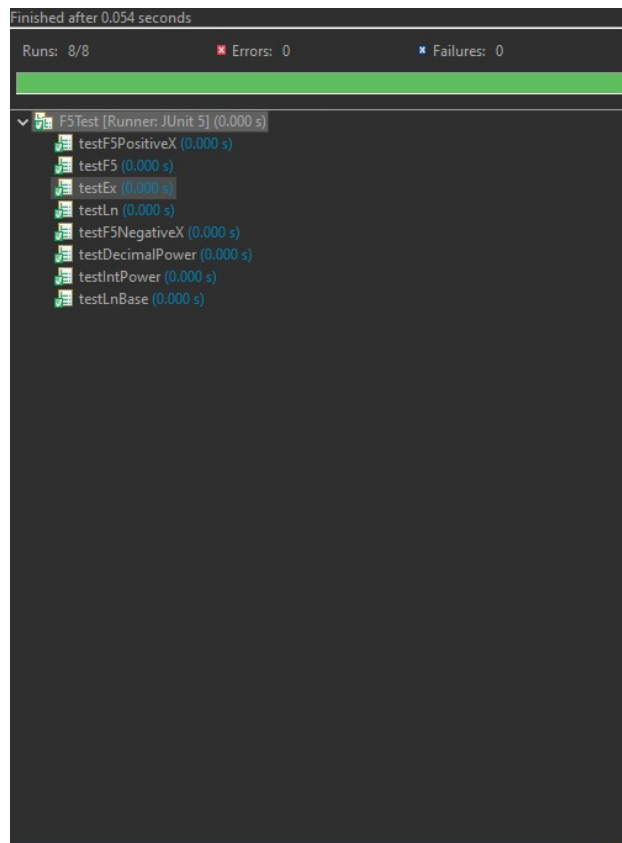 Finished after 0.054 seconds
Runs: 8/8 Errors: 0 Failures: 0
F5Test [Runner: JUnit 5] (0.000 s)
testF5PositiveX (0.000 s)
testF5 (0.000 s)
testEx (0.000 s)
testLn (0.000 s)
testF5NegativeX (0.000 s)
testDecimalPower (0.000 s)
testIntPower (0.000 s)
testLnBase (0.000 s)